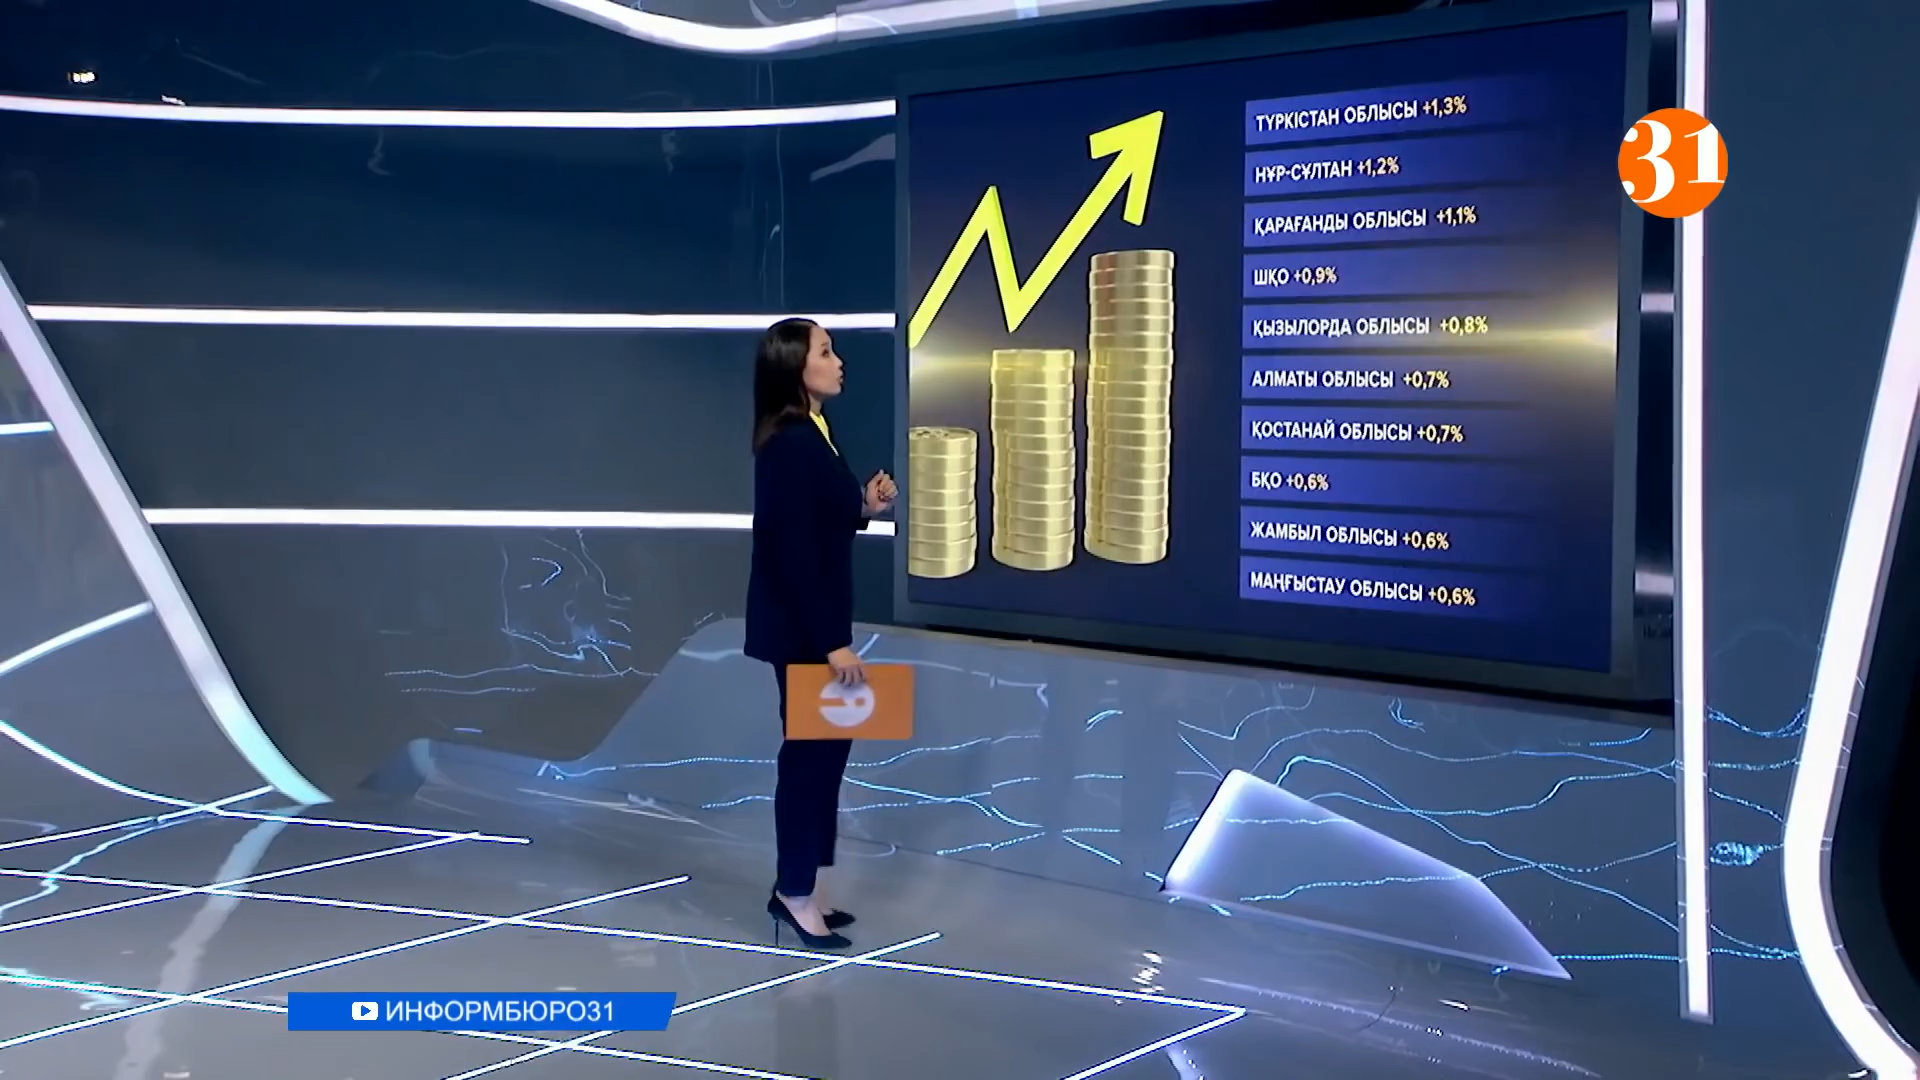 ТҮРКІСТАН ОБЛЫСЫ +1,3%
31
НҰР-СҰЛТАН +1,2%
ҚАРАҒАНДЫ ОБЛЫСЫ +1,1%
ШҚО +0,9%
ҚЫЗЫЛОРДА ОБЛЫСЫ +0,8%
АЛМАТЫ ОБЛЫСЫ +0,7%
ҚОСТАНАЙ ОБЛЫСЫ +0,7%
БҚО +0,6%
ЖАМБЫЛ ОБЛЫСЫ +0,6%
МАҢҒЫСТАУ ОБЛЫСЫ +0,6%
ИНФОРМБЮРО31